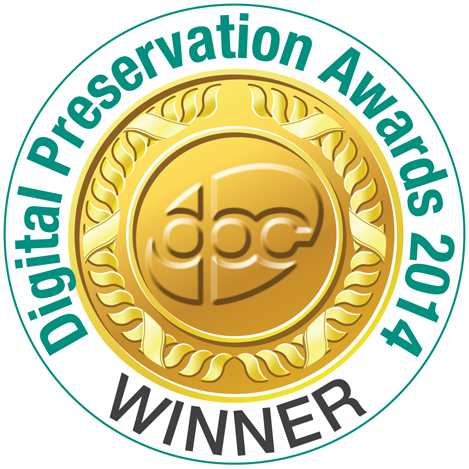 Digital Preservation Awards 2014
dpc
WINNER